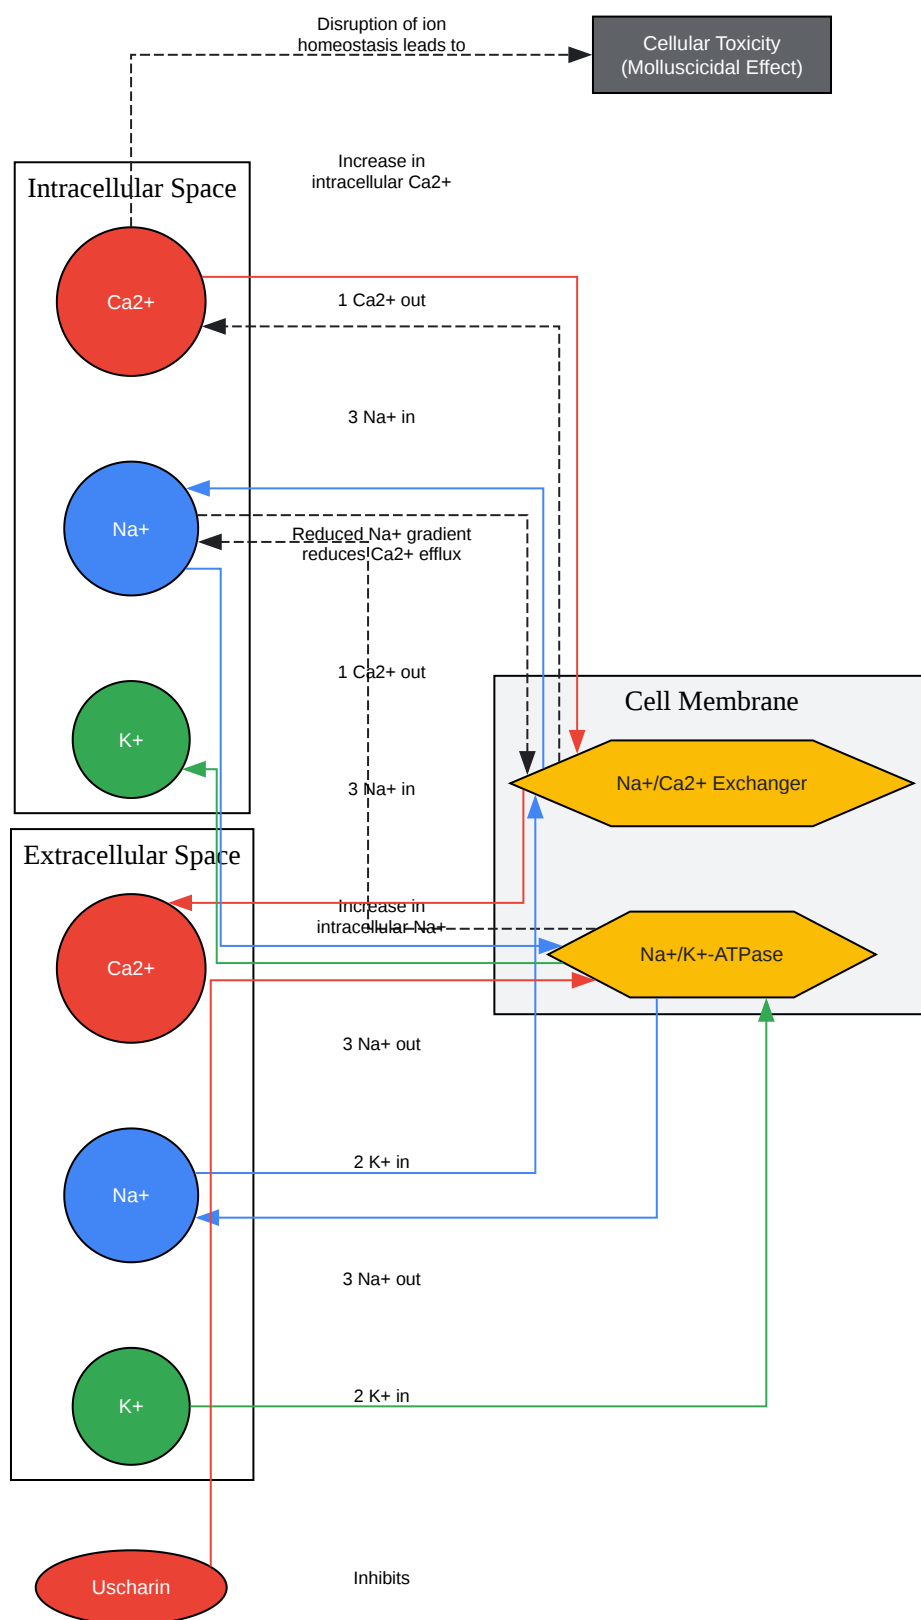 Disruption of ion
homeostasis leads to
Cellular Toxicity
(Molluscicidal Effect)
Increase in
intracellular Ca2+
Intracellular Space
Ca2+
1 Ca2+ out
3 Na+ in
Na+
Reduced Na+ gradient
reduces Ca2+ efflux
1 Ca2+ out
K+
Cell Membrane
Na+/Ca2+ Exchanger
3 Na+ in
Extracellular Space
Ca2+
Increase in
intracellular Na+
Na+/K+-ATPase
3 Na+ out
2 K+ in
Na+
3 Na+ out
2 K+ in
K+
Uscharin
Inhibits